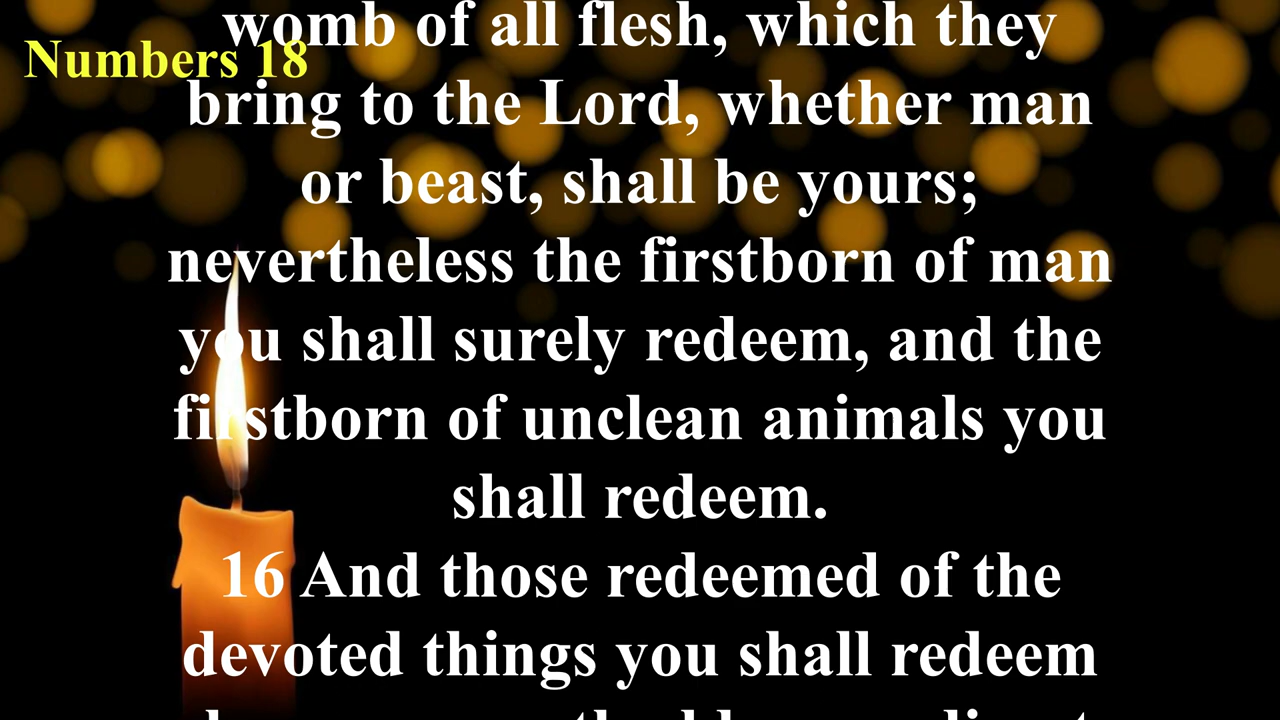 womb of all flesh, which they
Numbers 18
bring to the Lord, whether man
or beast, shall be yours;
nevertheless the firstborn of man
you shall surely redeem, and the
firstborn of unclean animals you
shall redeem.
16 And those redeemed of the
devoted things you shall redeem